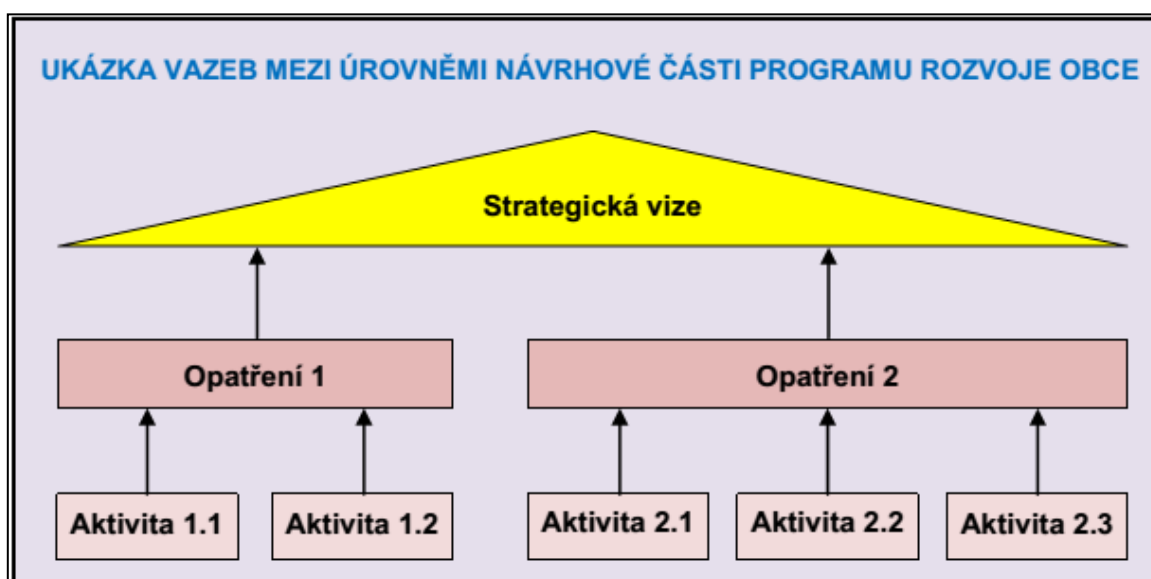 UKÁZKA VAZEB MEZI ÚROVNĚMI NÁVRHOVÉ ČÁSTI PROGRAMU ROZVOJE OBCE
Strategická vize
Opatření 1
Opatření 2
Aktivita 1.1
Aktivita 1.2
Aktivita 2.1
Aktivita 2.2
Aktivita 2.3